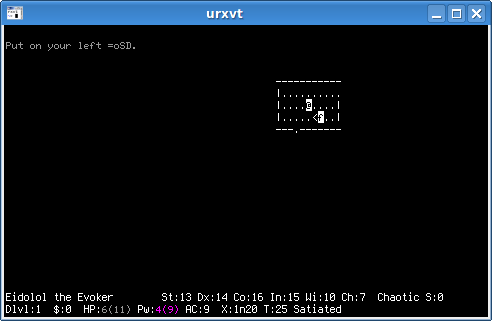 urxvt
Put on your left =oSD.
-----------
|..........
|....@....|
|.....<f..|
---.-------
Eidolol the Evoker St:13 Dx:14 Co:16 In:15 Wi:10 Ch:7 Chaotic S:0
Dlvl:1 $:0 HP:6(11) Pw:4(9) AC:9 X:1n20 T:25 Satiated